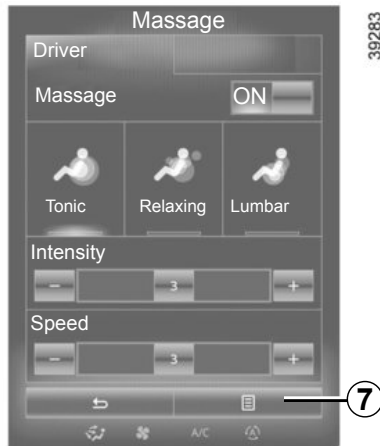 Massage
39283
Driver
Massage ON
Tonic Relaxing Lumbar
Intensity
- 3 +
Speed
- 3 +
7
A/C